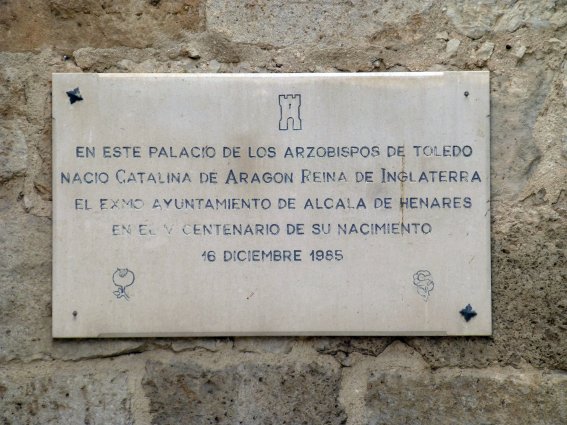 EN ESTE PALACIO DE LOS ARZOBISPOS DE TOLEDO
NACIO CATALINA DE ARAGON REINA DE INGLATERRA
EL EXMO AYUNTAMIENTO DE ALCALA DE HENARES
EN EL V CENTENARIO DE SU NACIMIENTO
16 DICIEMBRE 1985